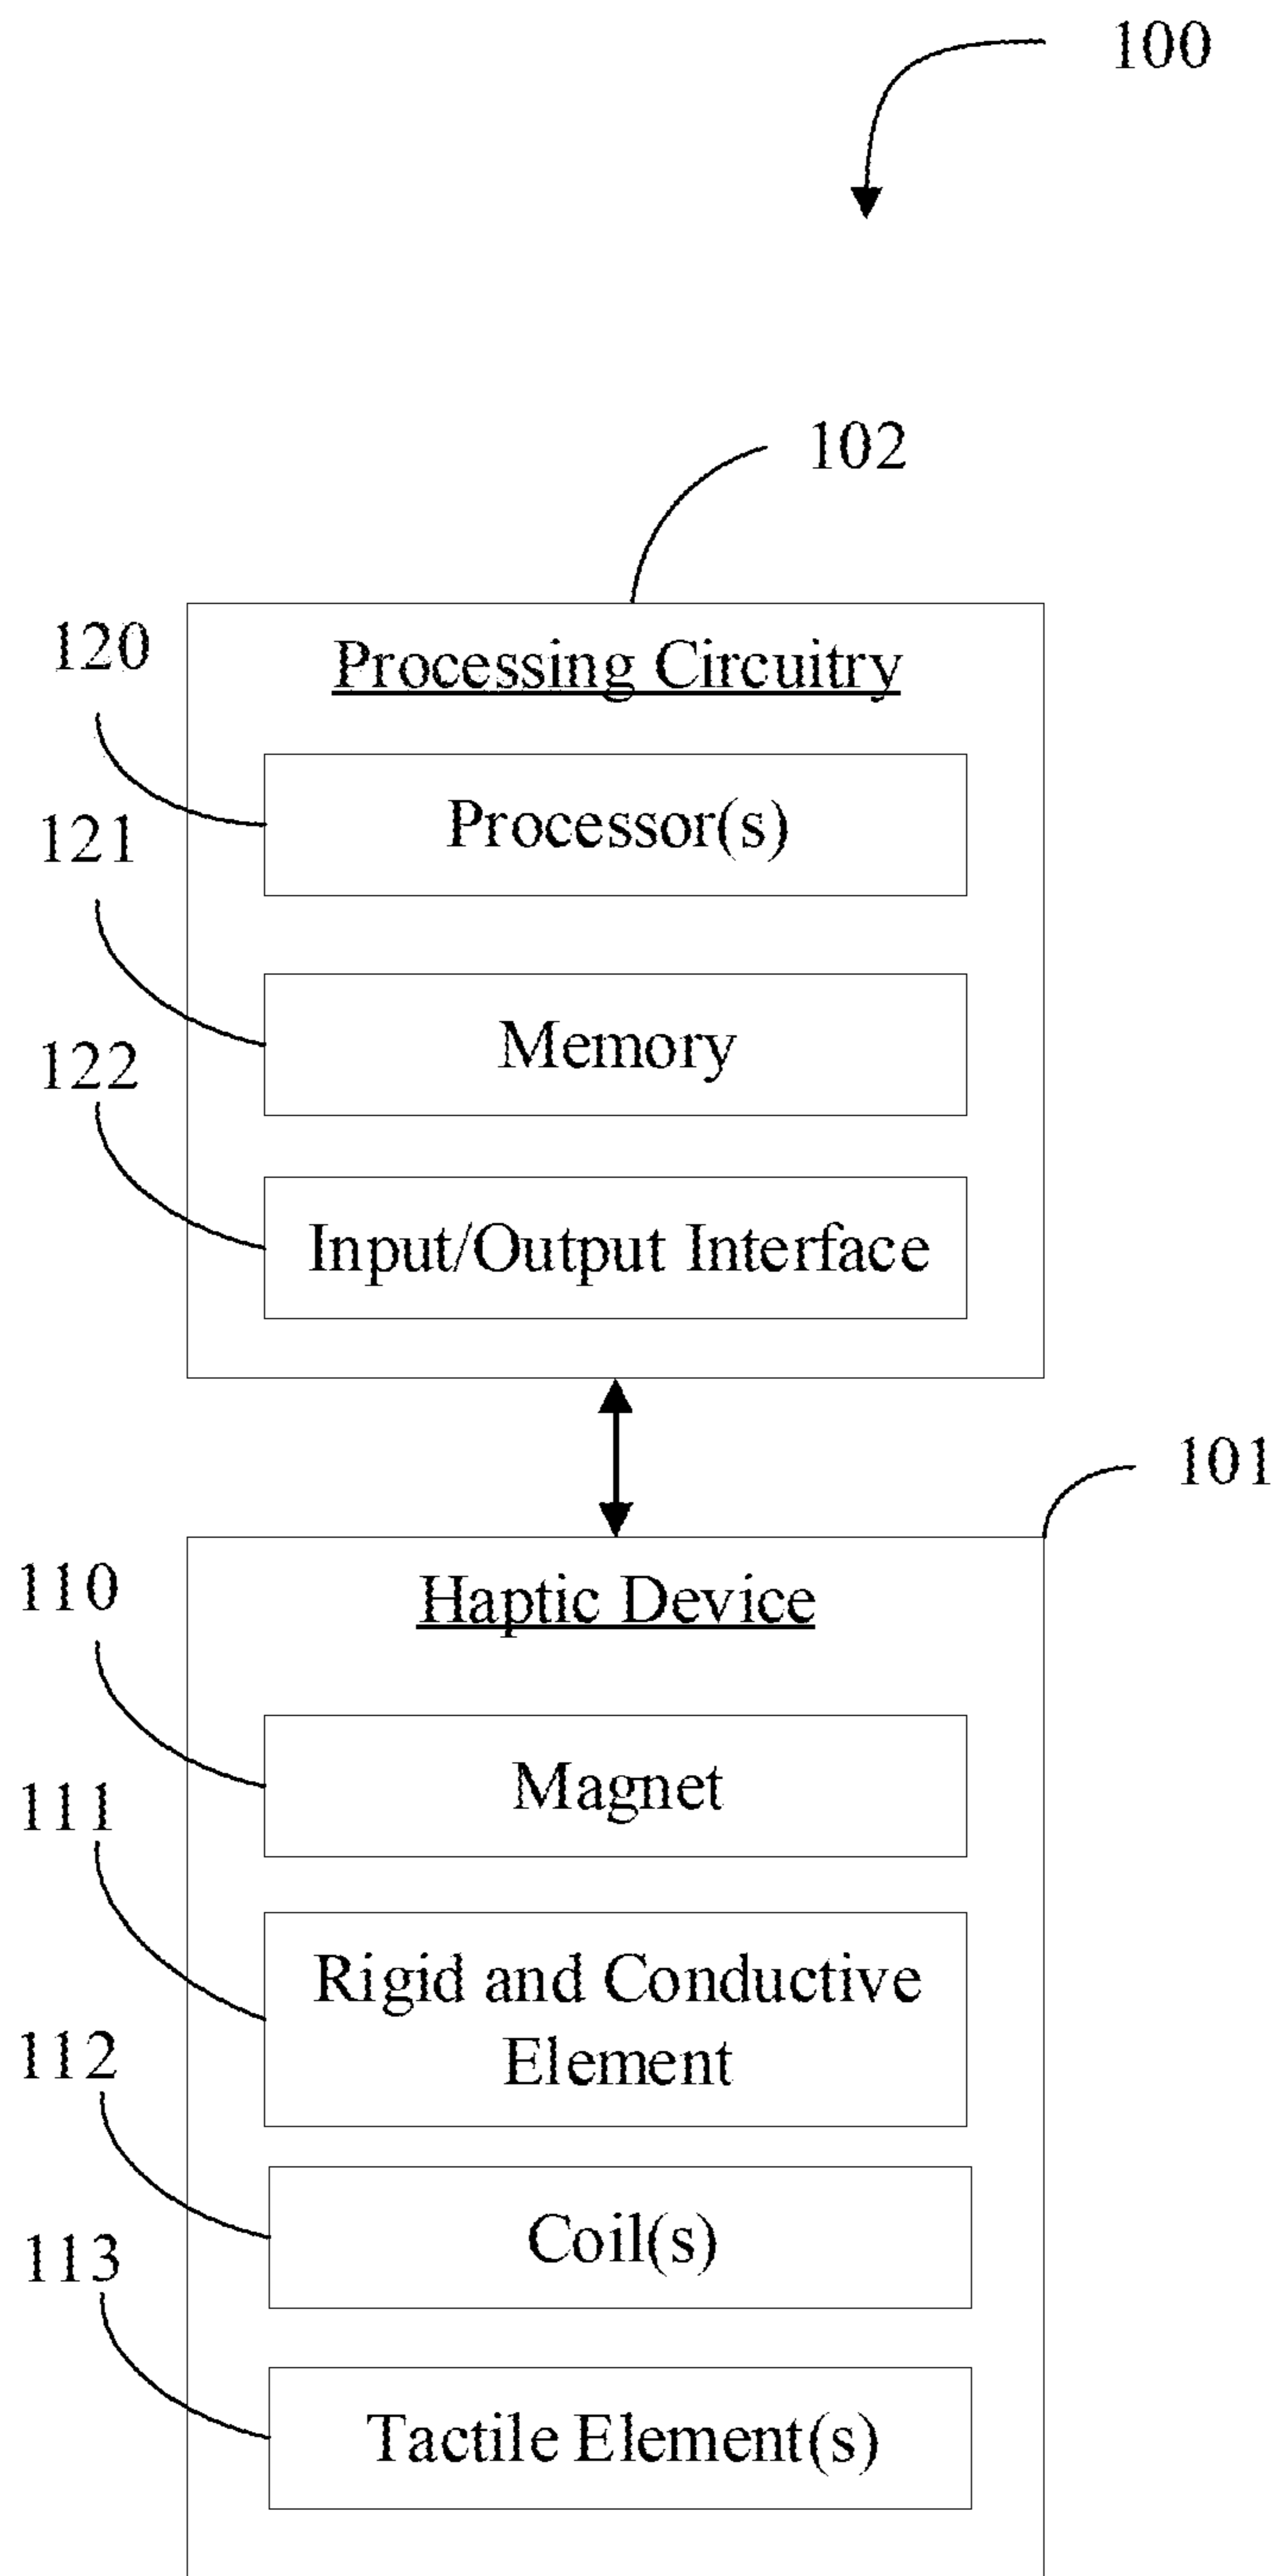 100
102
120
Processing Circuitry
Processor(s)
121
Memory
122
Input/Output Interface
101
110
Haptic Device
Magnet
111
Rigid and Conductive
Element
112
Coil(s)
113
Tactile Element(s)